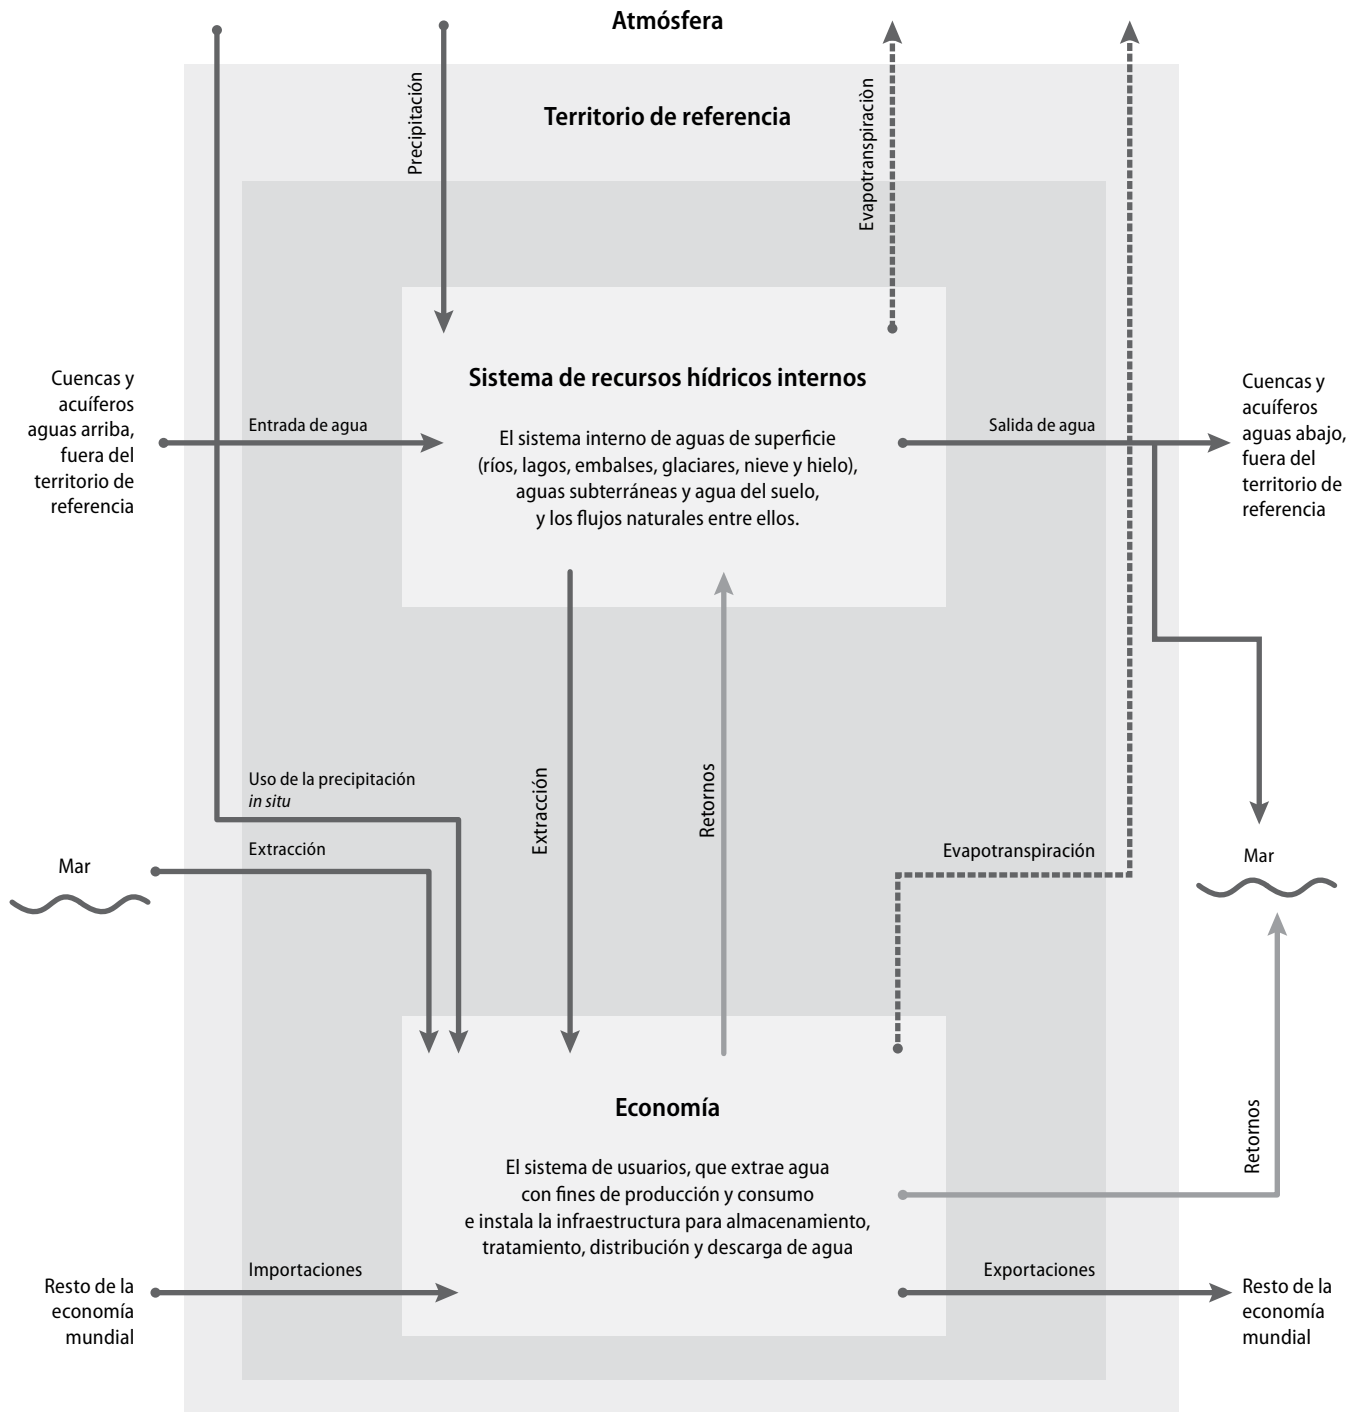 Atmósfera
Territorio de referencia
Precipitación
Evapotranspiraciòn
Sistema de recursos hídricos internos
El sistema interno de aguas de superficie
(ríos, lagos, embalses, glaciares, nieve y hielo),
aguas subterráneas y agua del suelo,
y los flujos naturales entre ellos.
Cuencas y
acuíferos
aguas arriba,
fuera del
territorio de
referencia
Entrada de agua
Salida de agua
Cuencas y
acuíferos
aguas abajo,
fuera del
territorio de
referencia
Uso de la precipitación
in situ
Extracción
Mar
Extracción
Retornos
Evapotranspiración
Mar
Economía
El sistema de usuarios, que extrae agua
con fines de producción y consumo
e instala la infraestructura para almacenamiento,
tratamiento, distribución y descarga de agua
Retornos
Importaciones
Exportaciones
Resto de la
economía
mundial
Resto de la
economía
mundial